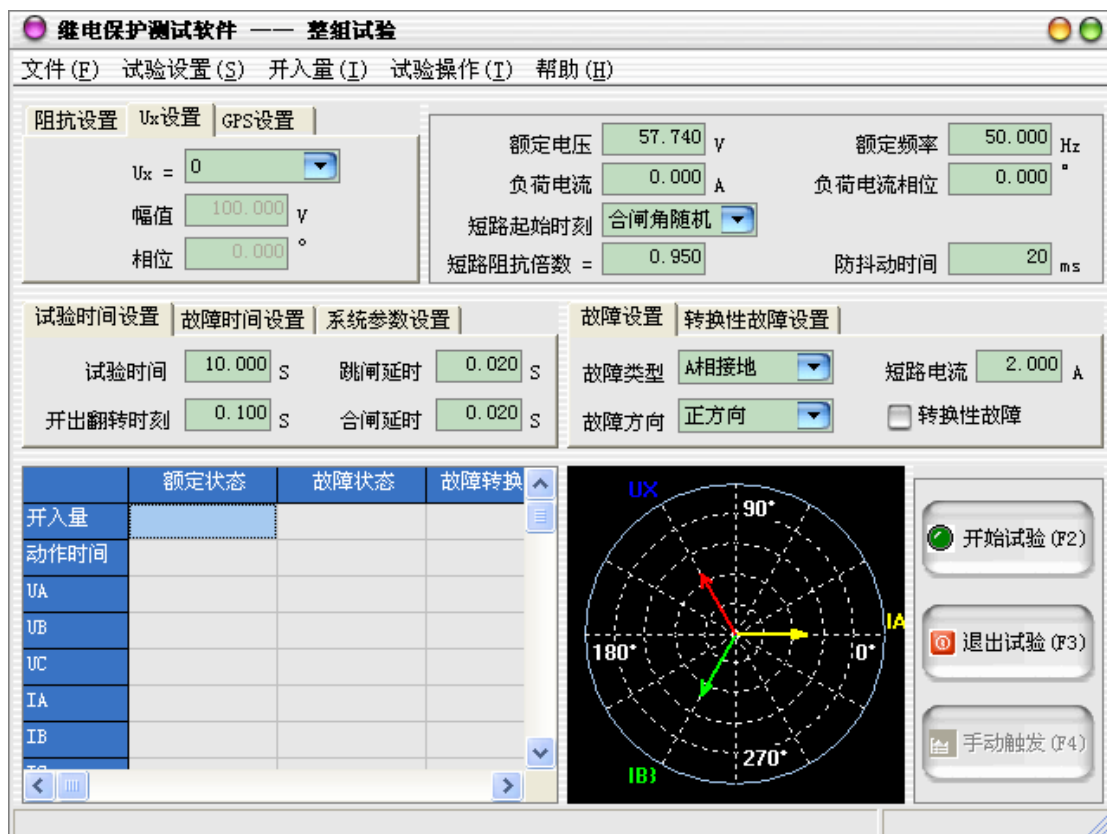 继电保护测试软件 —— 整组试验
文件(F) 试验设置(S) 开入量(I) 试验操作(T) 帮助(H)
阻抗设置 Ux设置 GPS设置
Ux = 0
幅值 100.000 V
相位 0.000 °
额定电压 57.740 V 额定频率 50.000 Hz
负荷电流 0.000 A 负荷电流相位 0.000 °
短路起始时刻 合闸角随机
短路阻抗倍数 = 0.950 防抖动时间 20 ms
试验时间设置 故障时间设置 系统参数设置
试验时间 10.000 S 跳闸延时 0.020 S
开出翻转时刻 0.100 S 合闸延时 0.020 S
故障设置 转换性故障设置
故障类型 A相接地 短路电流 2.000 A
故障方向 正方向 转换性故障
额定状态 故障状态 故障转换
开入量
动作时间
UA
UB
UC
IA
IB
UX
90°
IA
180° 0°
270°
IB
开始试验(F2)
退出试验(F3)
手动触发(F4)